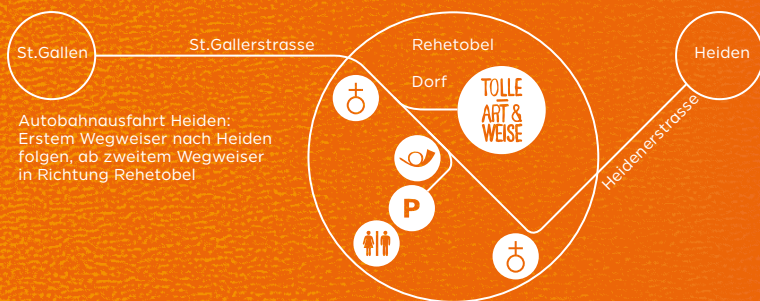 St.Gallen
St.Gallerstrasse
Rehetobel
Dorf
Heiden
TOLLE
ART &
WEISE
Heidenerstrasse
Autobahnausfahrt Heiden:
Erstem Wegweiser nach Heiden
folgen, ab zweitem Wegweiser
in Richtung Rehetobel
P